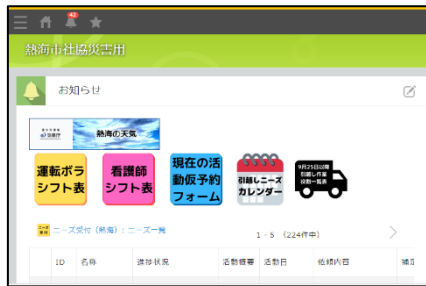 42
熱海市社協災害用
お知らせ
熱海の天気
運転ボラ
シフト表
看護師
シフト表
現在の活
動仮予約
フォーム
引越しニーズ
カレンダー
9月25日以降
引越し作業
役割一覧表
ニーズ受付（熱海）: ニーズ一覧
1 - 5 (224件中)
ID 名称 進捗状況 活動概要 活動日 依頼内容 補足